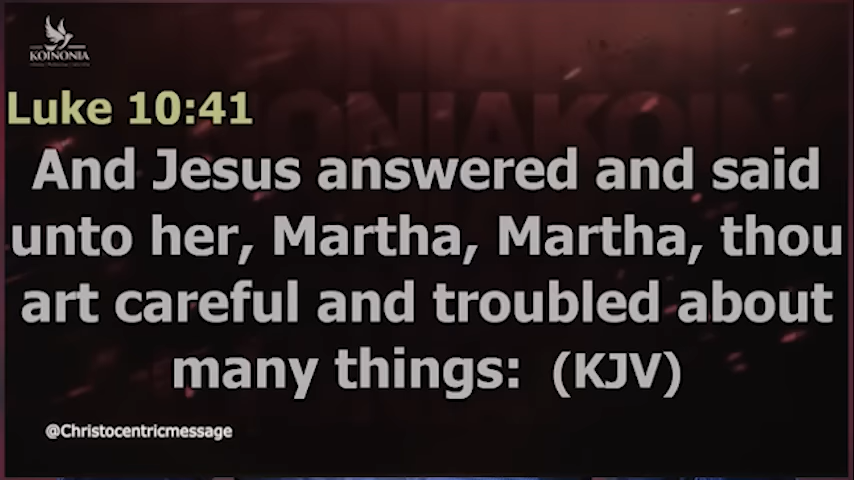 KOINONIA
Luke 10:41
And Jesus answered and said
unto her, Martha, Martha, thou
art careful and troubled about
many things: (KJV)
@Christocentricmessage